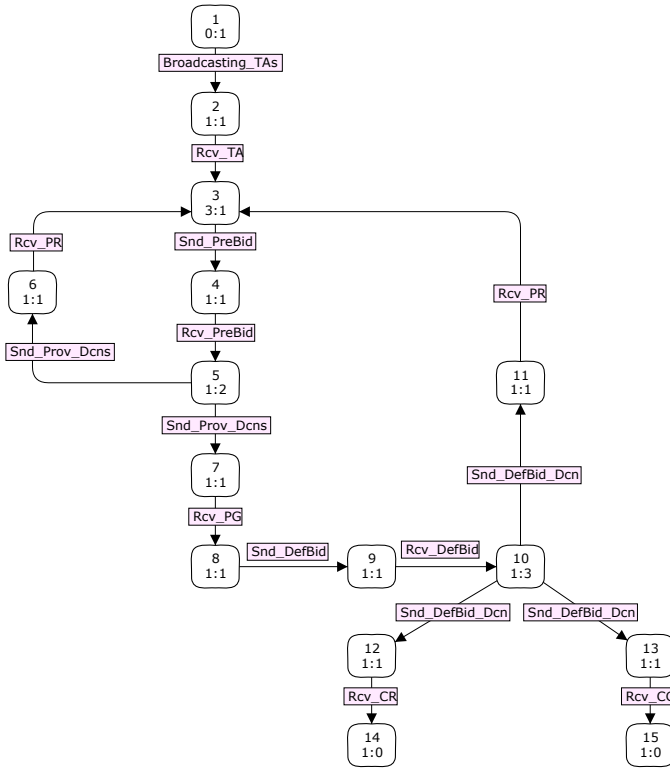 1
0:1
Broadcasting_TAs
2
1:1
Rcv_TA
3
3:1
Rcv_PR
Snd_PreBid
6
1:1
4
1:1
Rcv_PR
Rcv_PreBid
Snd_Prov_Dcns
5
1:2
11
1:1
Snd_Prov_Dcns
7
1:1
Snd_DefBid_Dcn
Rcv_PG
8
1:1
Snd_DefBid
9
1:1
Rcv_DefBid
10
1:3
Snd_DefBid_Dcn
Snd_DefBid_Dcn
12
1:1
13
1:1
Rcv_CR
14
1:0
15
1:0